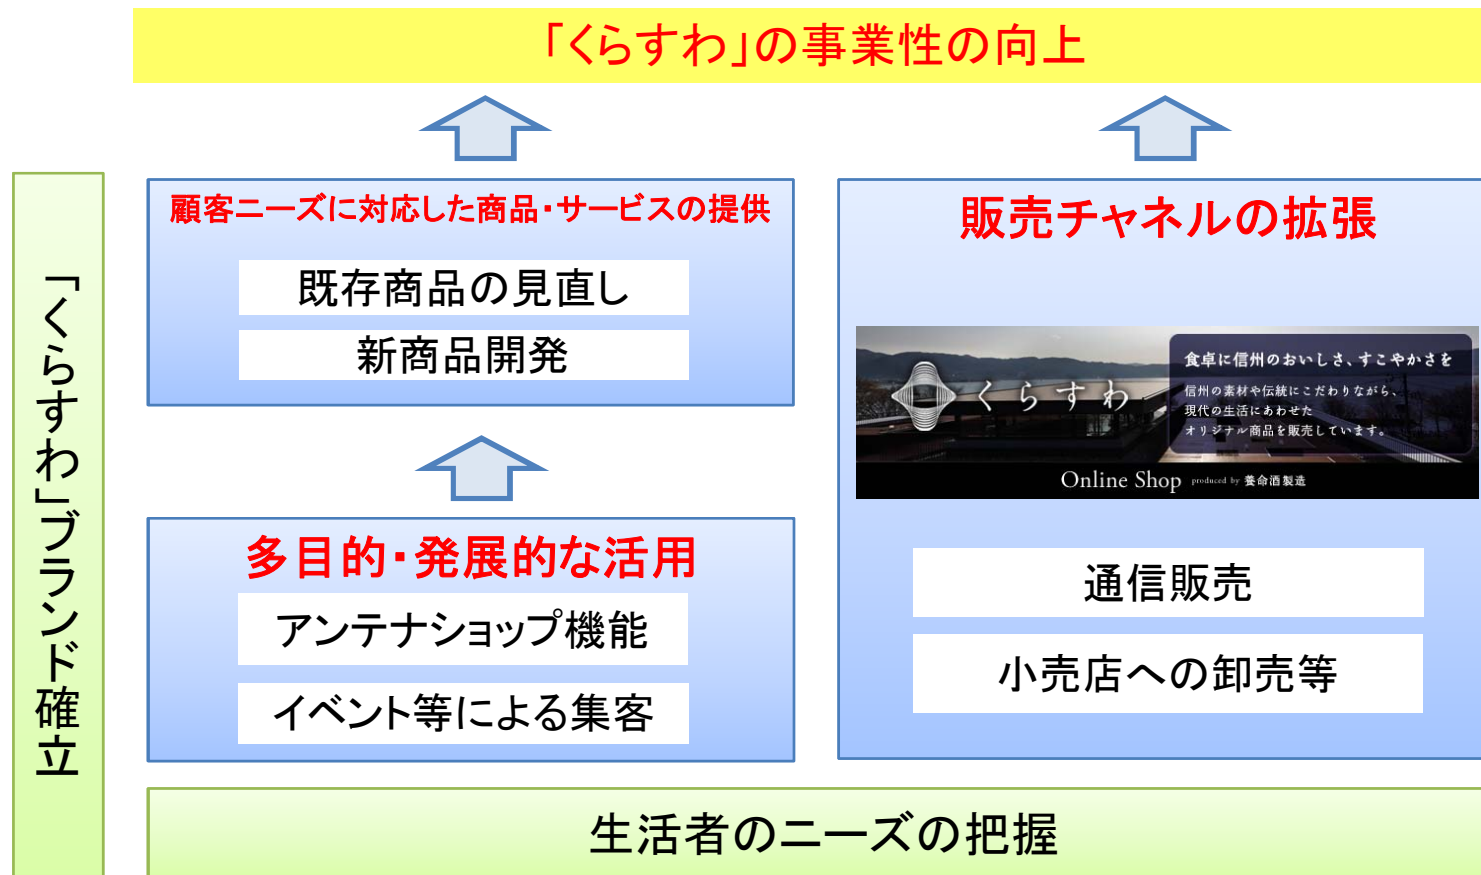 「くらすわ」の事業性の向上
「くらすわ」ブランド確立
顧客ニーズに対応した商品・サービスの提供
既存商品の見直し
新商品開発
多目的・発展的な活用
アンテナショップ機能
イベント等による集客
販売チャネルの拡張
くらすわ
食卓に信州のおいしさ、すこやかさを
信州の素材や伝統にこだわりながら、
現代の生活にあわせた
オリジナル商品を販売しています。
Online Shop produced by 養命酒製造
通信販売
小売店への卸売等
生活者のニーズの把握